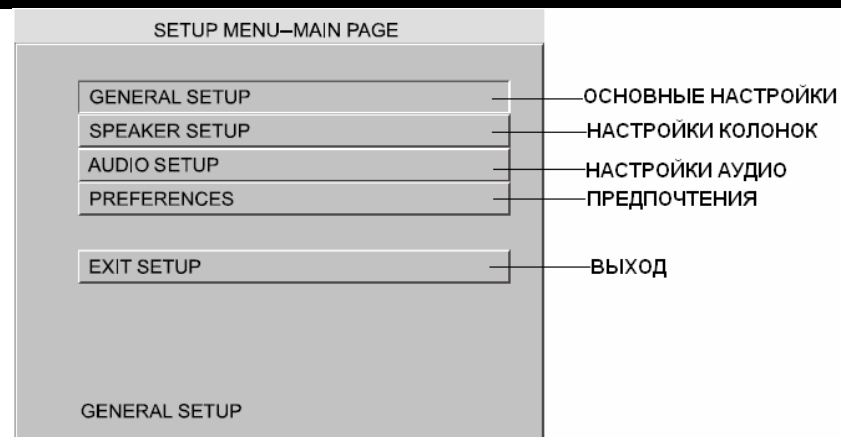 SETUP MENU–MAIN PAGE
GENERAL SETUP ОСНОВНЫЕ НАСТРОЙКИ
SPEAKER SETUP НАСТРОЙКИ КОЛОНОК
AUDIO SETUP НАСТРОЙКИ АУДИО
PREFERENCES ПРЕДПОЧТЕНИЯ
EXIT SETUP ВЫХОД
GENERAL SETUP